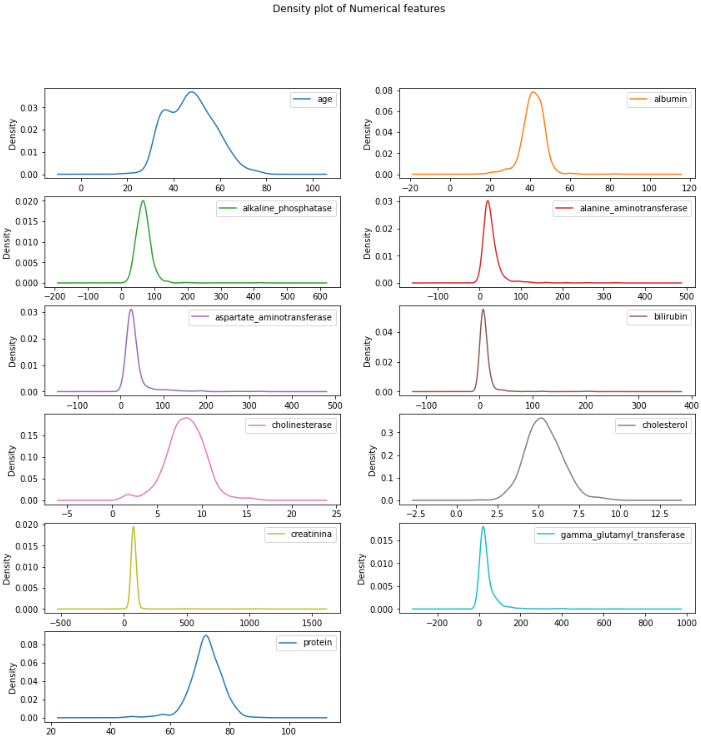 Density plot of Numerical features
Density
0.03
0.02
0.01
0.00
age
0 20 40 60 80 100
Density
0.08
0.06
0.04
0.02
0.00
albumin
−20 0 20 40 60 80 100 120
Density
0.020
0.015
0.010
0.005
0.000
alkaline_phosphatase
−200 −100 0 100 200 300 400 500 600
Density
0.03
0.02
0.01
0.00
alanine_aminotransferase
−100 0 100 200 300 400 500
Density
0.03
0.02
0.01
0.00
aspartate_aminotransferase
−100 0 100 200 300 400 500
Density
0.04
0.02
0.00
bilirubin
−100 0 100 200 300 400
Density
0.15
0.10
0.05
0.00
cholinesterase
−5 0 5 10 15 20 25
Density
0.3
0.2
0.1
0.0
cholesterol
−2.5 0.0 2.5 5.0 7.5 10.0 12.5
Density
0.020
0.015
0.010
0.005
0.000
creatinina
−500 0 500 1000 1500
Density
0.015
0.010
0.005
0.000
gamma_glutamyl_transferase
−200 0 200 400 600 800 1000
Density
0.08
0.06
0.04
0.02
0.00
protein
20 40 60 80 100